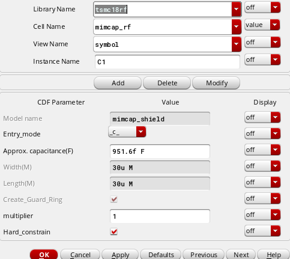 Library Name tsmc18rf off
Cell Name mimcap_rf value
View Name symbol off
Instance Name C1 off
Add Delete Modify
CDF Parameter Value Display
Model name mimcap_shield off
Entry_mode c_ off
Approx. capacitance(F) 951.6f F off
Width(M) 30u M off
Length(M) 30u M off
Create_Guard_Ring off
multiplier 1 off
Hard_constrain off
OK Cancel Apply Defaults Previous Next Help